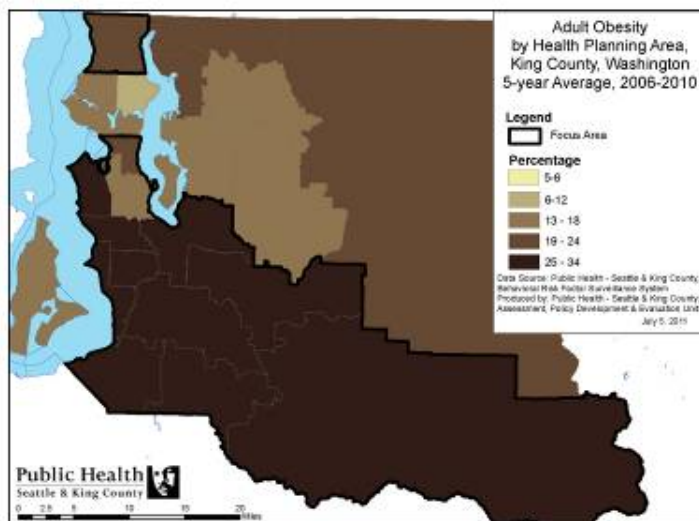 Adult Obesity
by Health Planning Area,
King County, Washington
5-year Average, 2006-2010
Legend
Focus Area
Percentage
5-6
6-12
13 - 18
19 - 24
25 - 34
Data Source: Public Health - Seattle & King County,
Behavioral Risk Factor Surveillance System
Produced by: Public Health - Seattle & King County
Assessment, Policy Development & Evaluation Unit
July 5, 2011
Public Health
Seattle & King County
0 2.5 5 10 15 20
Miles